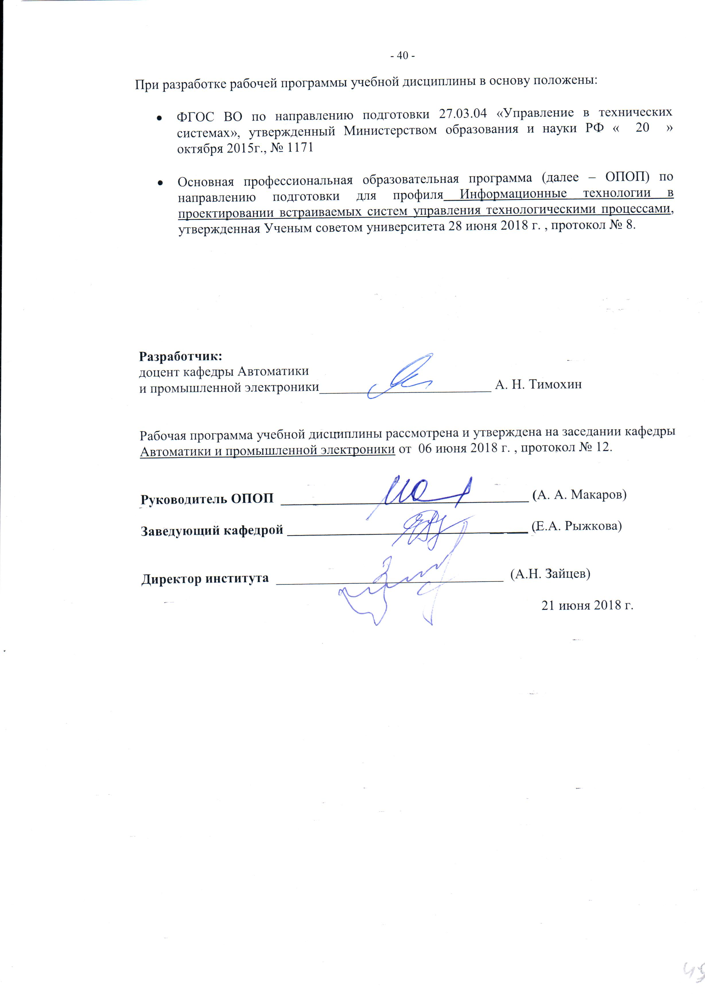 - 40 -
При разработке рабочей программы учебной дисциплины в основу положены:
• ФГОС ВО по направлению подготовки 27.03.04 «Управление в технических
системах», утвержденный Министерством образования и науки РФ « 20 »
октября 2015г., № 1171
• Основная профессиональная образовательная программа (далее – ОПОП) по
направлению подготовки для профиля Информационные технологии в
проектировании встраиваемых систем управления технологическими процессами,
утвержденная Ученым советом университета 28 июня 2018 г. , протокол № 8.
Разработчик:
доцент кафедры Автоматики
и промышленной электроники А. Н. Тимохин
Рабочая программа учебной дисциплины рассмотрена и утверждена на заседании кафедры
Автоматики и промышленной электроники от 06 июня 2018 г. , протокол № 12.
Руководитель ОПОП (А. А. Макаров)
Заведующий кафедрой (Е.А. Рыжкова)
Директор института (А.Н. Зайцев)
21 июня 2018 г.